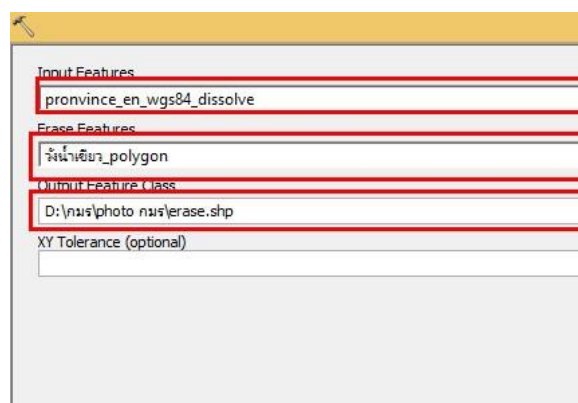 Input Features
pronvince_en_wgs84_dissolve
Erase Features
วังน้ำเขียว_polygon
Output Feature Class
D:\กมร\photo กมร\erase.shp
XY Tolerance (optional)